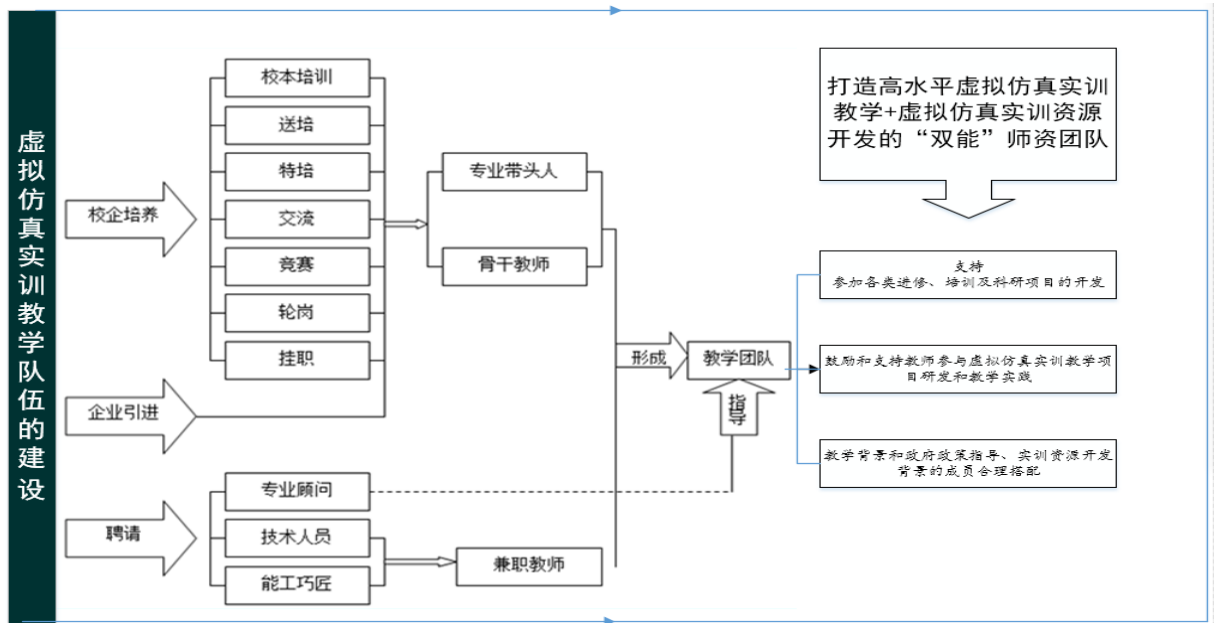 虚拟仿真实训教学队伍的建设
校企培养
企业引进
聘请
校本培训
送培
特培
交流
竞赛
轮岗
挂职
专业顾问
技术人员
能工巧匠
专业带头人
骨干教师
兼职教师
形成
教学团队
指导
打造高水平虚拟仿真实训
教学+虚拟仿真实训资源
开发的“双能”师资团队
支持
参加各类进修、培训及科研项目的开发
鼓励和支持教师参与虚拟仿真实训教学项
目研发和教学实践
教学背景和政府政策指导、实训资源开发
背景的成员合理搭配